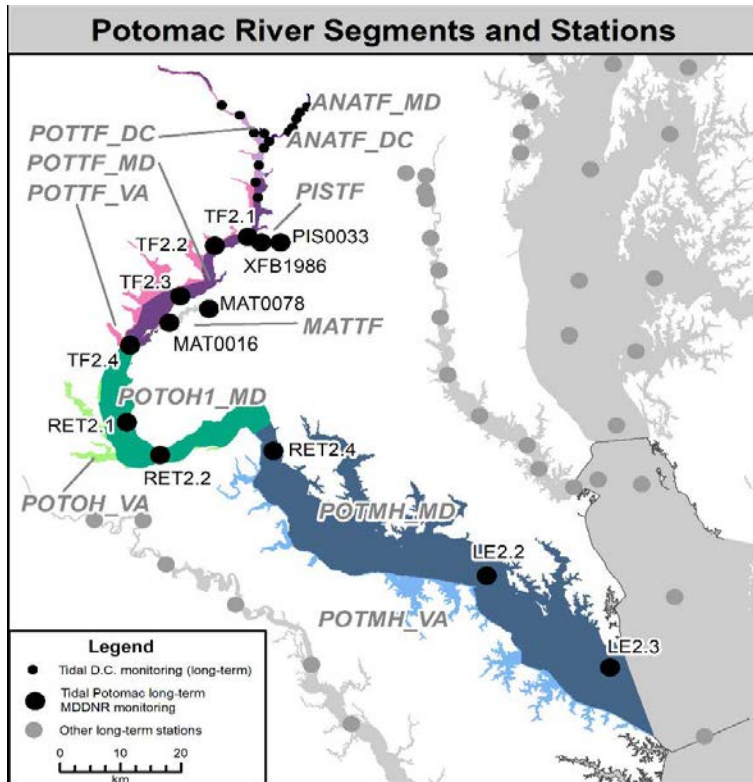 Potomac River Segments and Stations
ANATF_MD
POTTF_DC
ANATF_DC
POTTF_MD
POTTF_VA
PISTF
TF2.1
PIS0033
TF2.2
XFB1986
TF2.3
MAT0078
MATTF
MAT0016
TF2.4
POTOH1_MD
RET2.1
RET2.4
RET2.2
POTOH_VA
POTMH_MD
LE2.2
POTMH_VA
LE2.3
Legend
Tidal D.C. monitoring (long-term)
Tidal Potomac long-term
MDDNR monitoring
Other long-term stations
0 10 20
km